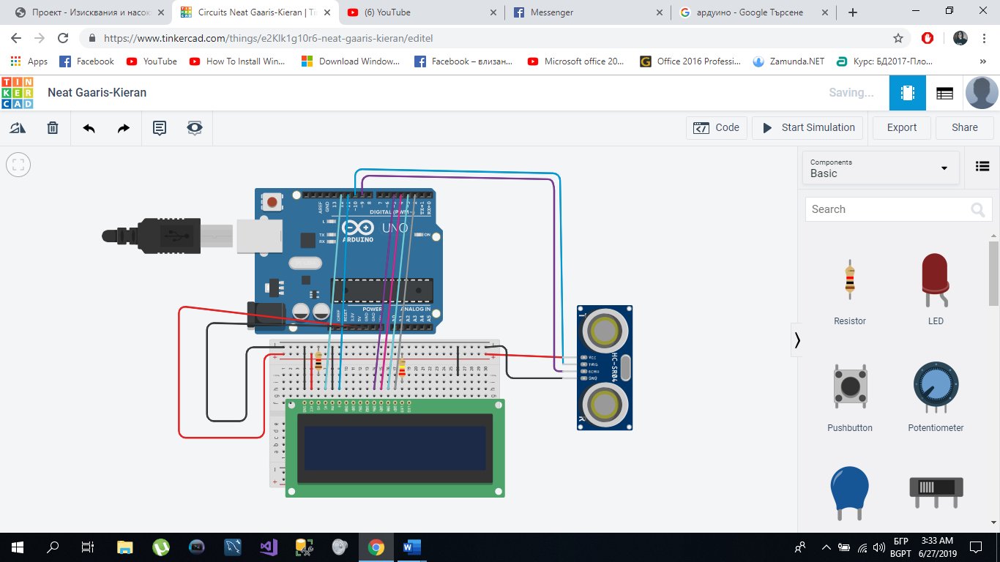 Проект - Изисквания и насок
Circuits Neat Gaaris-Kieran | Ti
(6) YouTube
Messenger
ардуино - Google Търсене
https://www.tinkercad.com/things/e2Klk1g10r6-neat-gaaris-kieran/editel
Apps
Facebook
YouTube
How To Install Win...
Download Window...
Facebook – влизан...
Microsoft office 20...
Office 2016 Professi...
Zamunda.NET
Курс: БД2017-Пло...
»
TIN
KER
CAD
Neat Gaaris-Kieran
Saving...
Code
Start Simulation
Export
Share
Components
Basic
Search
Resistor
LED
Pushbutton
Potentiometer
AREF
GND
13
12
~10
~9
8
7
~6
4
2
TX→1
RX←0
DIGITAL (PWM ~)
L
TX
RX
UNO
ARDUINO
ON
POWER
ANALOG IN
IOREF
RESET
3.3V
5V
GND
GND
A0
A1
A2
A3
A4
A5
T
VCC
TRIG
ECHO
GND
HC-SR04
R
БГР
BGPT
3:33 AM
6/27/2019